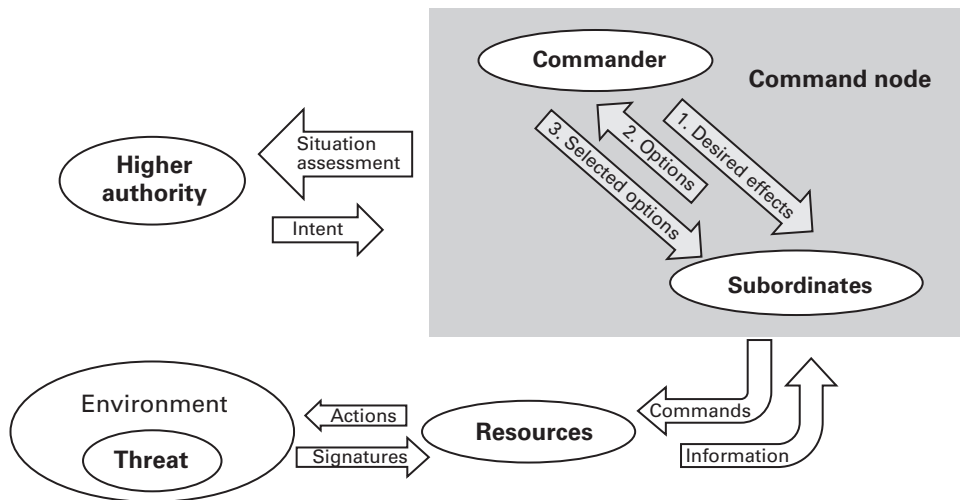 Commander
Command node
Situation
assessment
Higher
authority
Intent
1. Desired effects
2. Options
3. Selected options
Subordinates
Environment
Threat
Actions
Signatures
Resources
Commands
Information